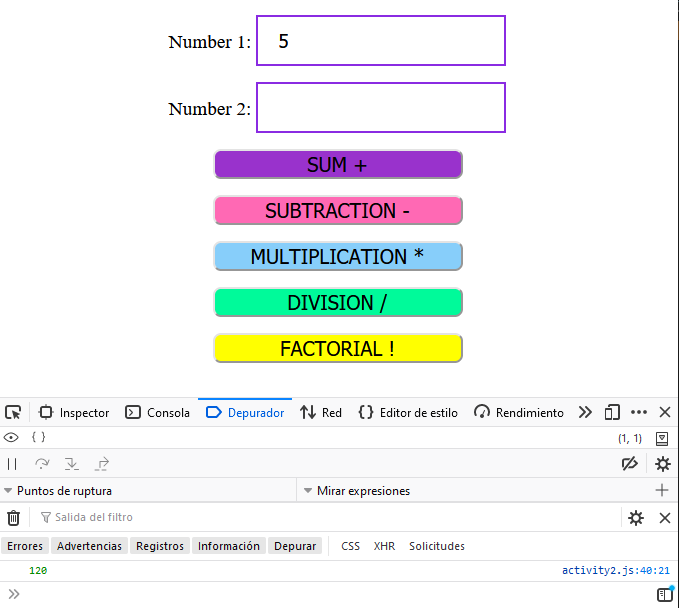 Number 1: 5
Number 2:
SUM +
SUBTRACTION -
MULTIPLICATION *
DIVISION /
FACTORIAL !
Inspector Consola Depurador Red {} Editor de estilo Rendimiento
{ } (1, 1)
Puntos de ruptura Mirar expresiones
Salida del filtro
Errores Advertencias Registros Información Depurar CSS XHR Solicitudes
120 activity2.js:40:21